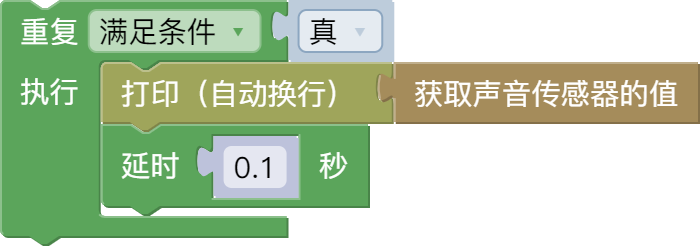 重复 满足条件 真
执行 打印（自动换行） 获取声音传感器的值
延时 0.1 秒